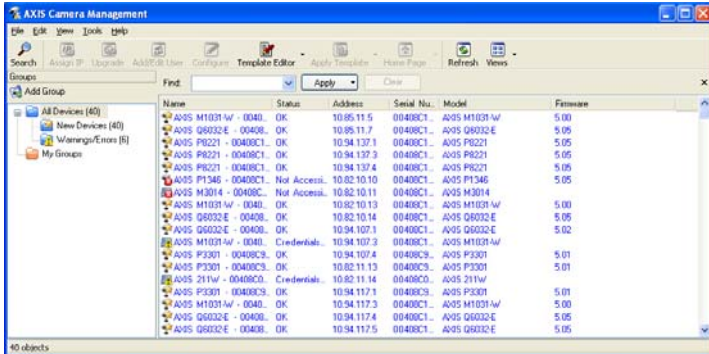 AXIS Camera Management
File Edit View Tools Help
Search Assign IP Upgrade Add/Edit User Configure Template Editor Apply Template Home Page Refresh Views
Groups
Add Group
All Devices (40)
New Devices (40)
Warnings/Errors (6)
My Groups
Find: Apply Clear
Name Status Address Serial Nu... Model Firmware
AXIS M1031-W - 0040... OK 10.85.11.5 00408C1... AXIS M1031-W 5.00
AXIS Q6032-E - 00408... OK 10.85.11.7 00408C1... AXIS Q6032-E 5.05
AXIS P8221 - 00408C1... OK 10.94.137.1 00408C1... AXIS P8221 5.05
AXIS P8221 - 00408C1... OK 10.94.137.3 00408C1... AXIS P8221 5.05
AXIS P8221 - 00408C1... OK 10.94.137.4 00408C1... AXIS P8221 5.05
AXIS P1346 - 00408C1... Not Accessi... 10.82.10.10 00408C1... AXIS P1346 5.05
AXIS M3014 - 00408C... Not Accessi... 10.82.10.11 00408C1... AXIS M3014
AXIS M1031-W - 0040... OK 10.82.10.13 00408C1... AXIS M1031-W 5.00
AXIS Q6032-E - 00408... OK 10.82.10.14 00408C1... AXIS Q6032-E 5.05
AXIS Q6032-E - 00408... OK 10.94.107.1 00408C1... AXIS Q6032-E 5.02
AXIS M1031-W - 0040... Credentials... 10.94.107.3 00408C1... AXIS M1031-W
AXIS P3301 - 00408C9... OK 10.94.107.4 00408C9... AXIS P3301 5.01
AXIS P3301 - 00408C9... OK 10.82.11.13 00408C9... AXIS P3301 5.01
AXIS 211W - 00408C0... Credentials... 10.82.11.14 00408C0... AXIS 211W
AXIS P3301 - 00408C9... OK 10.94.117.1 00408C9... AXIS P3301 5.01
AXIS M1031-W - 0040... OK 10.94.117.3 00408C1... AXIS M1031-W 5.00
AXIS Q6032-E - 00408... OK 10.94.117.4 00408C1... AXIS Q6032-E 5.05
AXIS Q6032-E - 00408... OK 10.94.117.5 00408C1... AXIS Q6032-E 5.05
40 objects